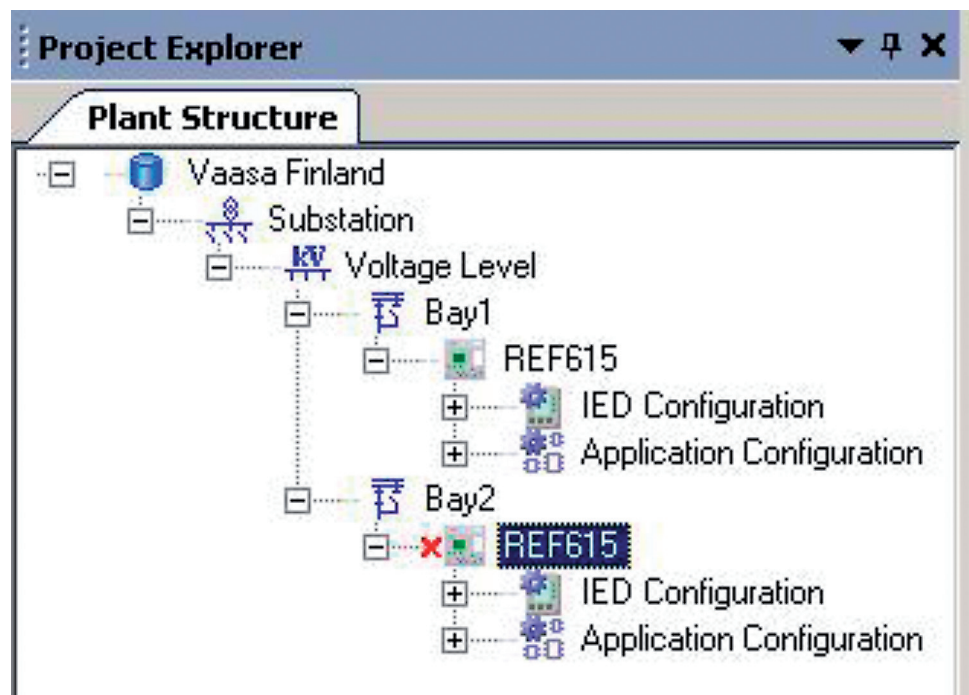 Project Explorer
Plant Structure
Vaasa Finland
Substation
kV Voltage Level
Bay1
REF615
IED Configuration
Application Configuration
Bay2
REF615
IED Configuration
Application Configuration